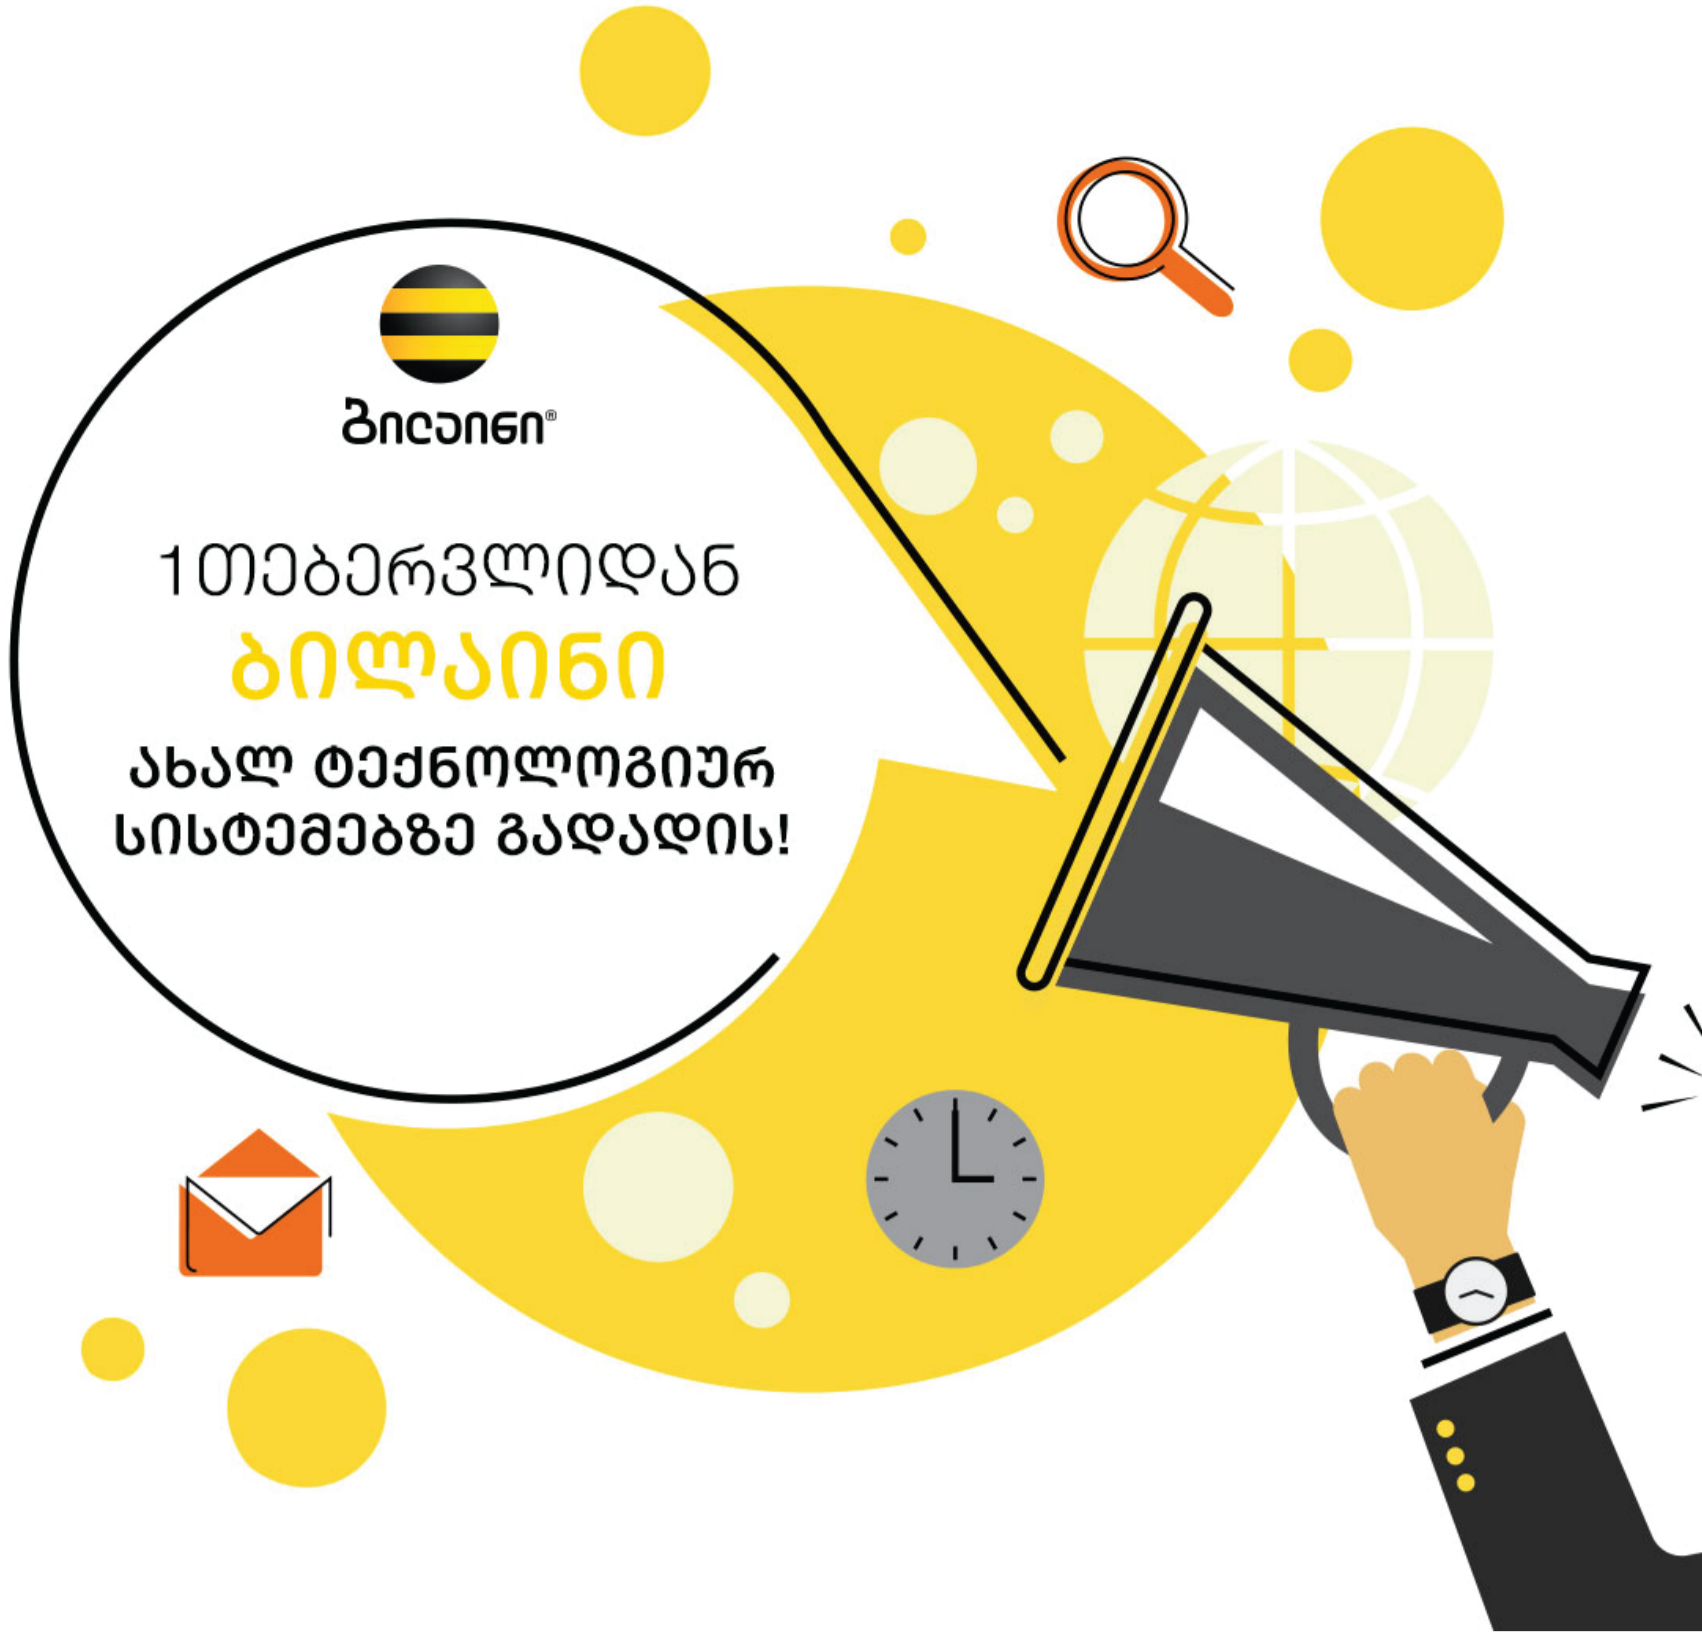 ბილაინი®
1 თებერვლიდან
ბილაინი
ახალ ტექნოლოგიურ
სისტემებზე გადადის!